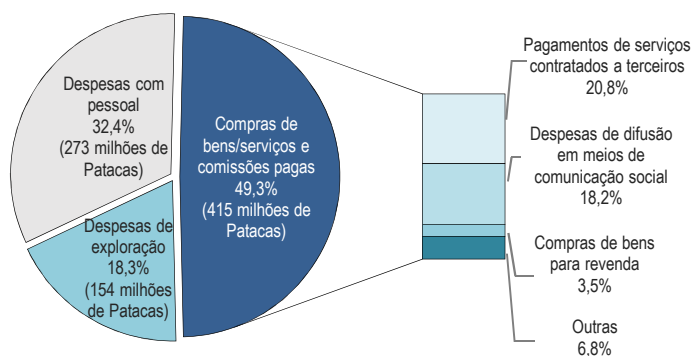 Despesas com
pessoal
32,4%
(273 milhões de
Patacas)
Despesas de
exploração
18,3%
(154 milhões
de Patacas)
Compras de
bens/serviços e
comissões pagas
49,3%
(415 milhões de
Patacas)
Pagamentos de serviços
contratados a terceiros
20,8%
Despesas de difusão
em meios de
comunicação social
18,2%
Compras de bens
para revenda
3,5%
Outras
6,8%